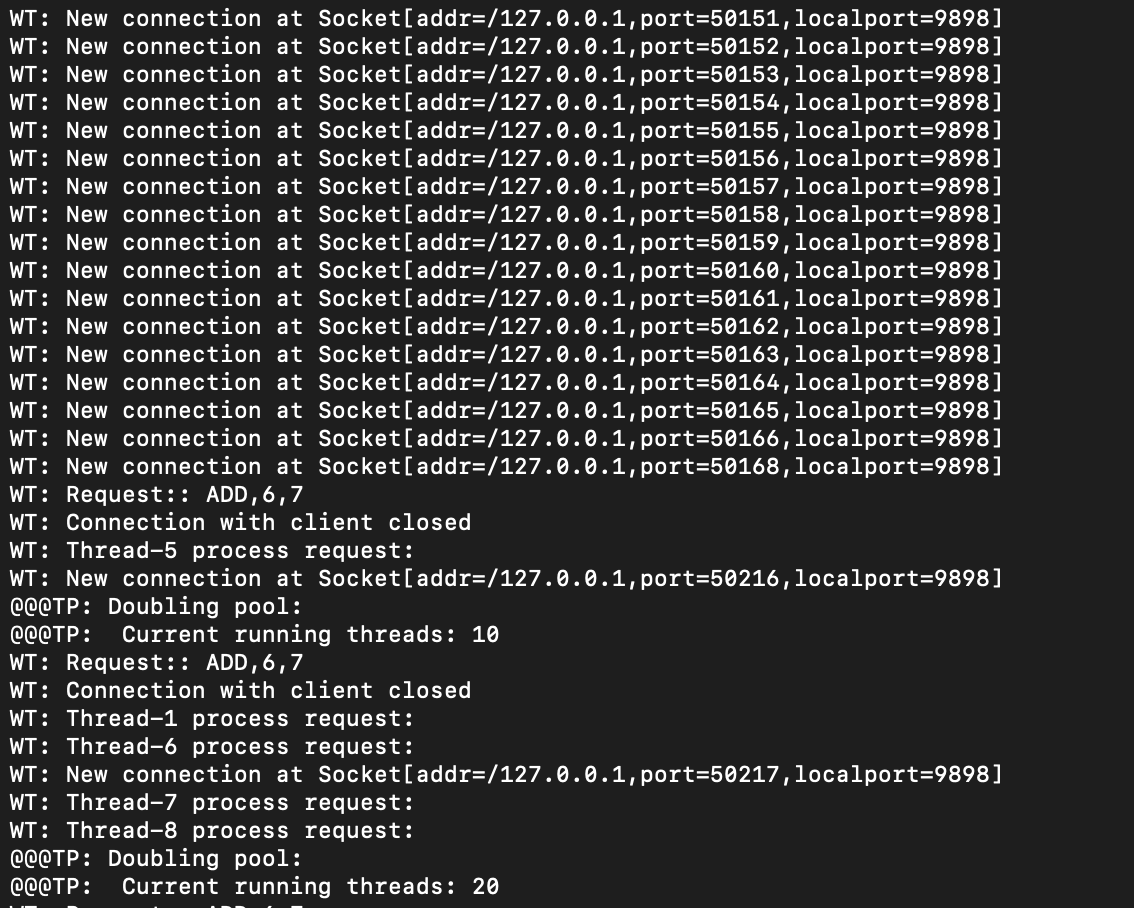 WT: New connection at Socket[addr=/127.0.0.1,port=50151,localport=9898]
WT: New connection at Socket[addr=/127.0.0.1,port=50152,localport=9898]
WT: New connection at Socket[addr=/127.0.0.1,port=50153,localport=9898]
WT: New connection at Socket[addr=/127.0.0.1,port=50154,localport=9898]
WT: New connection at Socket[addr=/127.0.0.1,port=50155,localport=9898]
WT: New connection at Socket[addr=/127.0.0.1,port=50156,localport=9898]
WT: New connection at Socket[addr=/127.0.0.1,port=50157,localport=9898]
WT: New connection at Socket[addr=/127.0.0.1,port=50158,localport=9898]
WT: New connection at Socket[addr=/127.0.0.1,port=50159,localport=9898]
WT: New connection at Socket[addr=/127.0.0.1,port=50160,localport=9898]
WT: New connection at Socket[addr=/127.0.0.1,port=50161,localport=9898]
WT: New connection at Socket[addr=/127.0.0.1,port=50162,localport=9898]
WT: New connection at Socket[addr=/127.0.0.1,port=50163,localport=9898]
WT: New connection at Socket[addr=/127.0.0.1,port=50164,localport=9898]
WT: New connection at Socket[addr=/127.0.0.1,port=50165,localport=9898]
WT: New connection at Socket[addr=/127.0.0.1,port=50166,localport=9898]
WT: New connection at Socket[addr=/127.0.0.1,port=50168,localport=9898]
WT: Request:: ADD,6,7
WT: Connection with client closed
WT: Thread-5 process request:
WT: New connection at Socket[addr=/127.0.0.1,port=50216,localport=9898]
@@@TP: Doubling pool:
@@@TP:  Current running threads: 10
WT: Request:: ADD,6,7
WT: Connection with client closed
WT: Thread-1 process request:
WT: Thread-6 process request:
WT: New connection at Socket[addr=/127.0.0.1,port=50217,localport=9898]
WT: Thread-7 process request:
WT: Thread-8 process request:
@@@TP: Doubling pool:
@@@TP:  Current running threads: 20